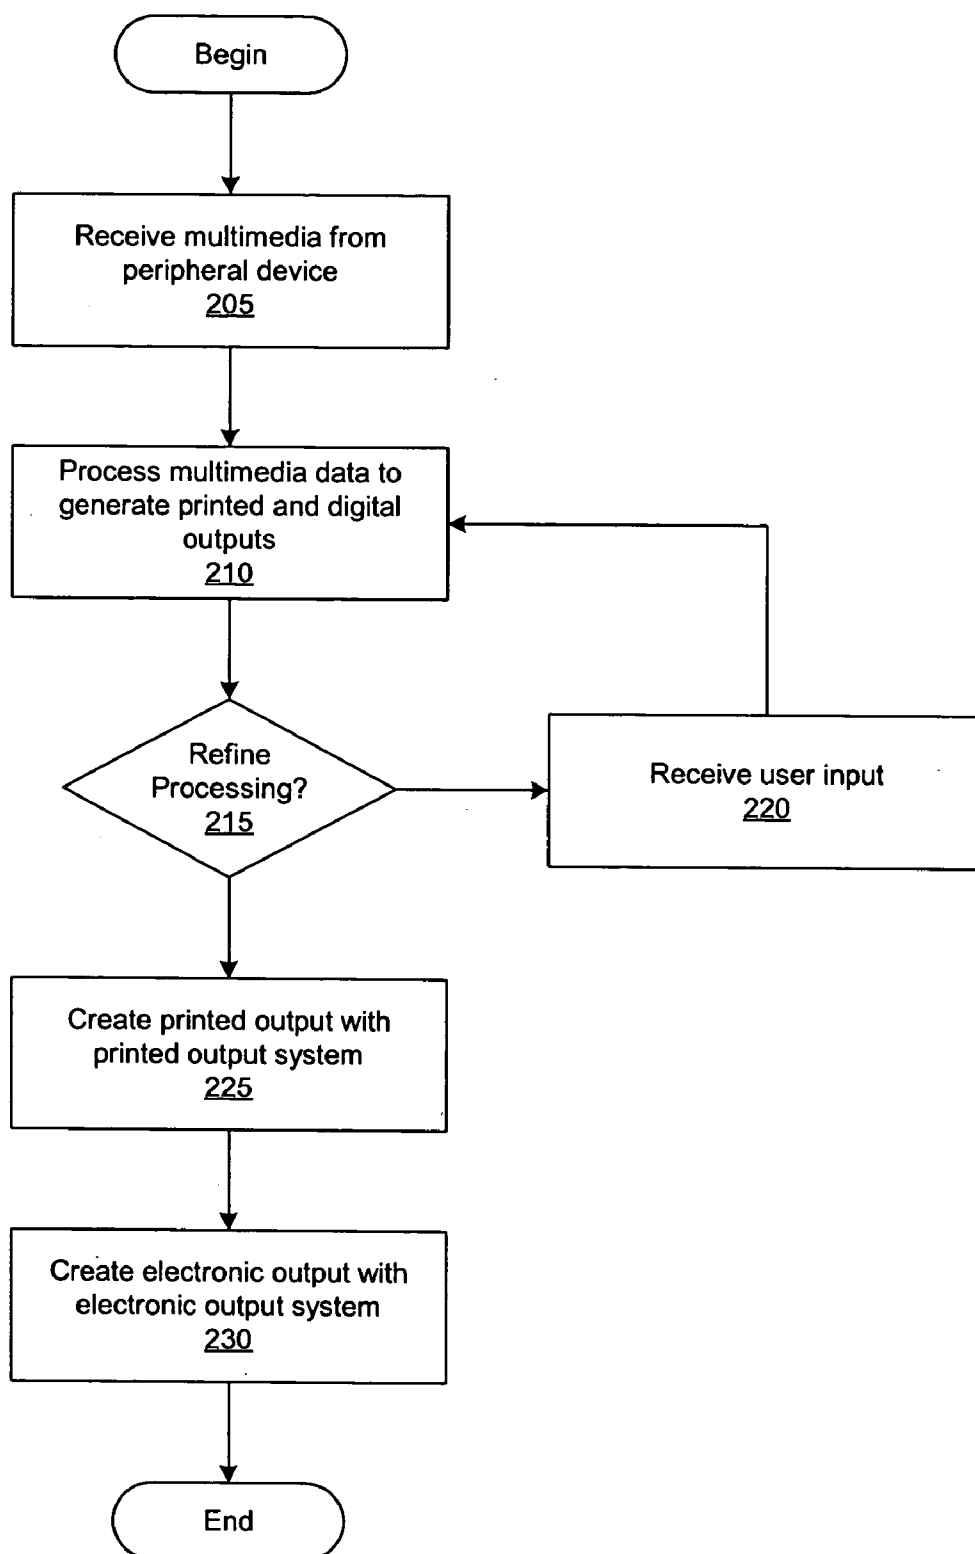 Begin
Receive multimedia from
peripheral device
205
Process multimedia data to
generate printed and digital
outputs
210
Refine
Processing?
215
Receive user input
220
Create printed output with
printed output system
225
Create electronic output with
electronic output system
230
End